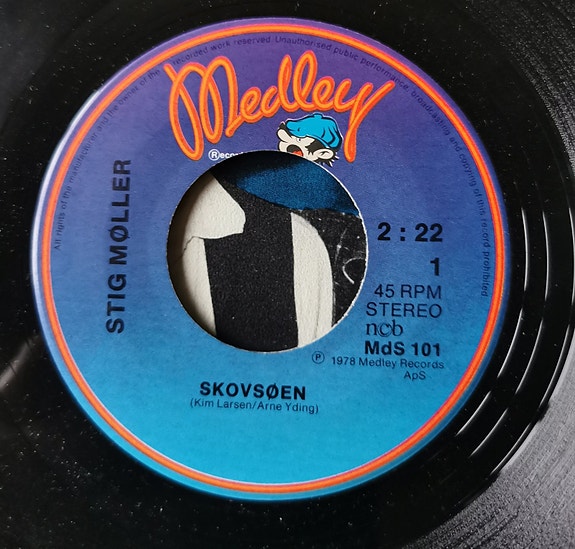 All rights of the manufacturer and the owner of the recorded work reserved. Unauthorised public performance, broadcasting and copying of this record prohibited
Medley
Ⓡecord
STIG MØLLER
2 : 22
1
45 RPM
STEREO
ncb
MdS 101
Ⓟ 1978 Medley Records
ApS
SKOVSØEN
(Kim Larsen/Arne Yding)